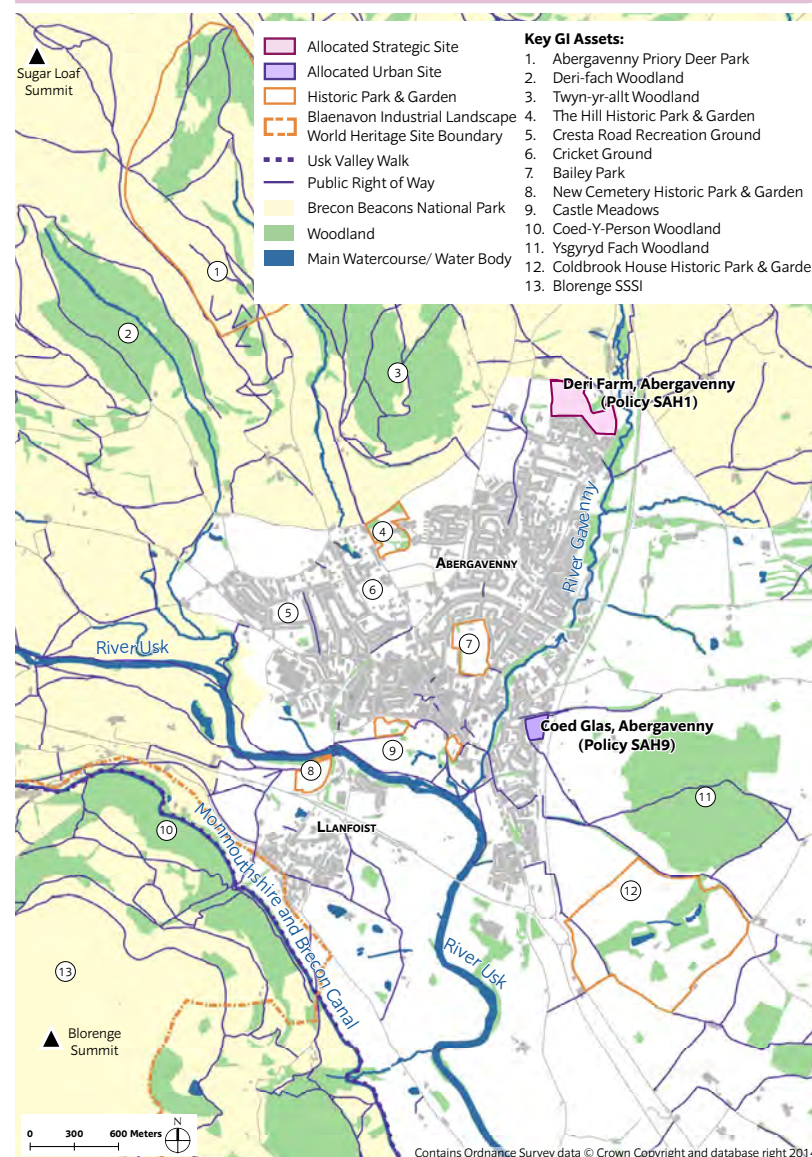 Allocated Strategic Site
Allocated Urban Site
Historic Park & Garden
Blaenavon Industrial Landscape
World Heritage Site Boundary
Usk Valley Walk
Public Right of Way
Brecon Beacons National Park
Woodland
Main Watercourse/ Water Body
Key GI Assets:
1. Abergavenny Priory Deer Park
2. Deri-fach Woodland
3. Twyn-yr-allt Woodland
4. The Hill Historic Park & Garden
5. Cresta Road Recreation Ground
6. Cricket Ground
7. Bailey Park
8. New Cemetery Historic Park & Garden
9. Castle Meadows
10. Coed-Y-Person Woodland
11. Ysgyryd Fach Woodland
12. Coldbrook House Historic Park & Garde
13. Blorenge SSSI
Sugar Loaf
Summit
1
2
3
Deri Farm, Abergavenny
(Policy SAH1)
River Gavenny
4
ABERGAVENNY
6
5
7
River Usk
Coed Glas, Abergavenny
(Policy SAH9)
9
8
11
10
LLANFOIST
Monmouthshire and Brecon Canal
12
River Usk
13
Blorenge
Summit
N
0 300 600 Meters
Contains Ordnance Survey data © Crown Copyright and database right 201